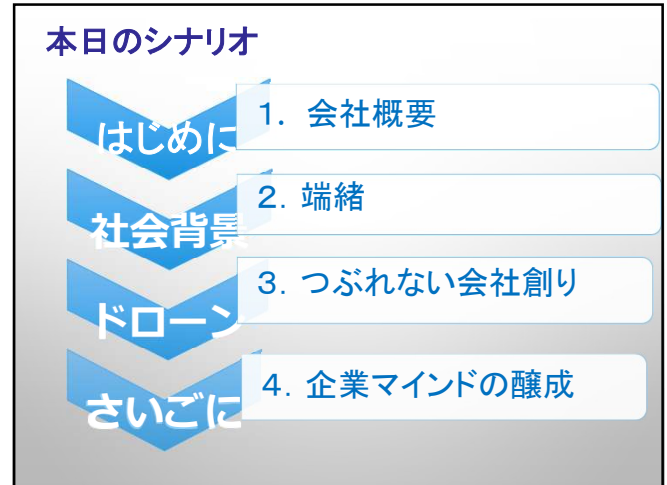 本日のシナリオ
はじめに
1. 会社概要
社会背景
2. 端緒
ドローン
3. つぶれない会社創り
さいごに
4. 企業マインドの醸成